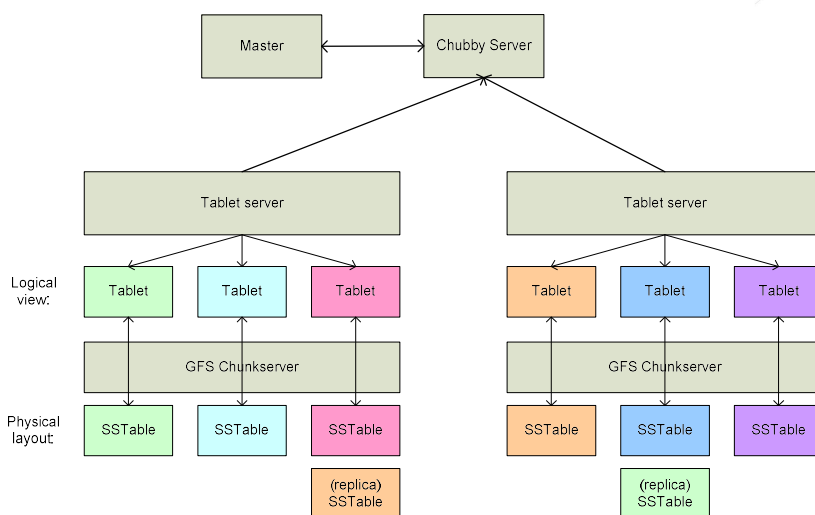 Master
Chubby Server
Tablet server
Tablet server
Logical
view:
Tablet
Tablet
Tablet
Tablet
Tablet
Tablet
GFS Chunkserver
GFS Chunkserver
Physical
layout:
SSTable
SSTable
SSTable
SSTable
SSTable
SSTable
(replica)
SSTable
(replica)
SSTable